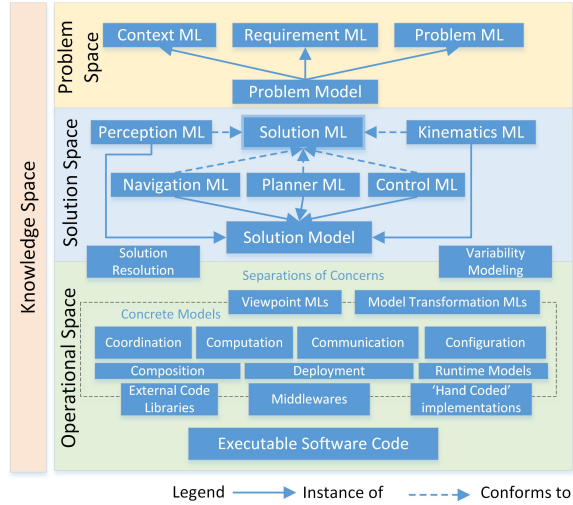 Knowledge Space
Problem
Space
Context ML
Requirement ML
Problem ML
Problem Model
Solution Space
Perception ML
Solution ML
Kinematics ML
Navigation ML
Planner ML
Control ML
Solution Model
Solution
Resolution
Variability
Modeling
Operational Space
Separations of Concerns
Viewpoint MLs
Model Transformation MLs
Concrete Models
Coordination
Computation
Communication
Configuration
Composition
Deployment
Runtime Models
External Code
Libraries
Middlewares
‘Hand Coded’
implementations
Executable Software Code
Legend
Instance of
Conforms to